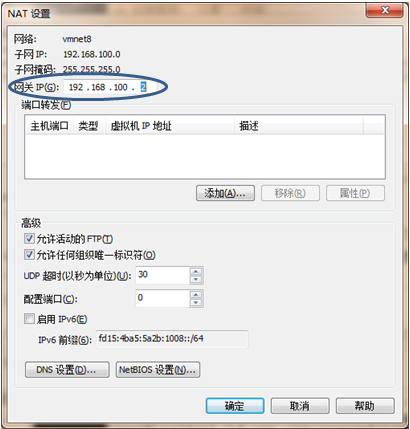 NAT 设置
网络: vmnet8
子网 IP: 192.168.100.0
子网掩码: 255.255.255.0
网关 IP(G): 192 .168 .100 . 2
端口转发(F)
主机端口 类型 虚拟机 IP 地址 描述
添加(A)... 移除(R) 属性(P)
高级
允许活动的 FTP(T)
允许任何组织唯一标识符(O)
UDP 超时(以秒为单位)(U): 30
配置端口(C): 0
启用 IPv6(E)
IPv6 前缀(6): fd15:4ba5:5a2b:1008::/64
DNS 设置(D)... NetBIOS 设置(N)...
确定 取消 帮助